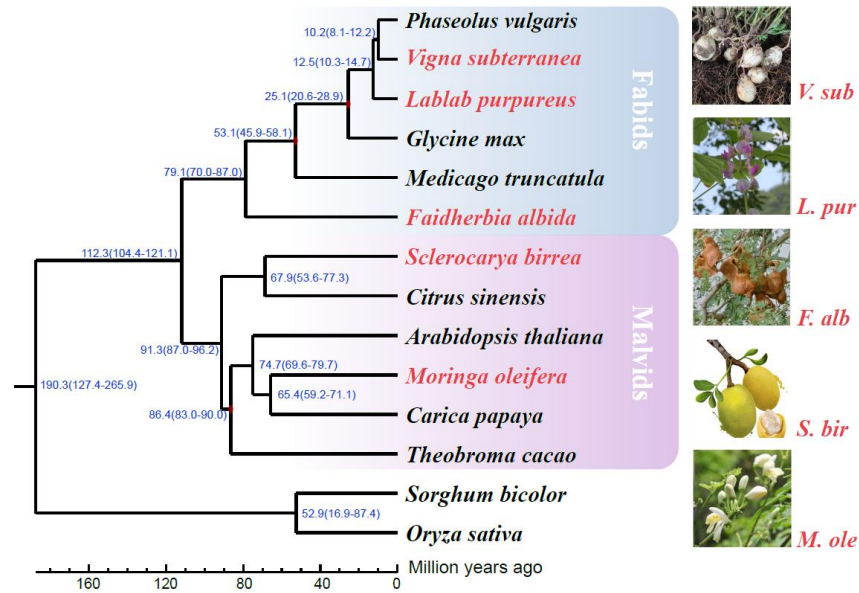 Phaseolus vulgaris
10.2(8.1-12.2)
Vigna subterranea
12.5(10.3-14.7)
V. sub
Lablab purpureus
25.1(20.6-28.9)
Fabids
53.1(45.9-58.1)
Glycine max
79.1(70.0-87.0)
Medicago truncatula
L. pur
Faidherbia albida
112.3(104.4-121.1)
Sclerocarya birrea
67.9(53.6-77.3)
Citrus sinensis
F. alb
Arabidopsis thaliana
Malvids
91.3(87.0-96.2)
74.7(69.6-79.7)
Moringa oleifera
190.3(127.4-265.9)
65.4(59.2-71.1)
86.4(83.0-90.0)
Carica papaya
S. bir
Theobroma cacao
Sorghum bicolor
52.9(16.9-87.4)
Oryza sativa
M. ole
Million years ago
160 120 80 40 0